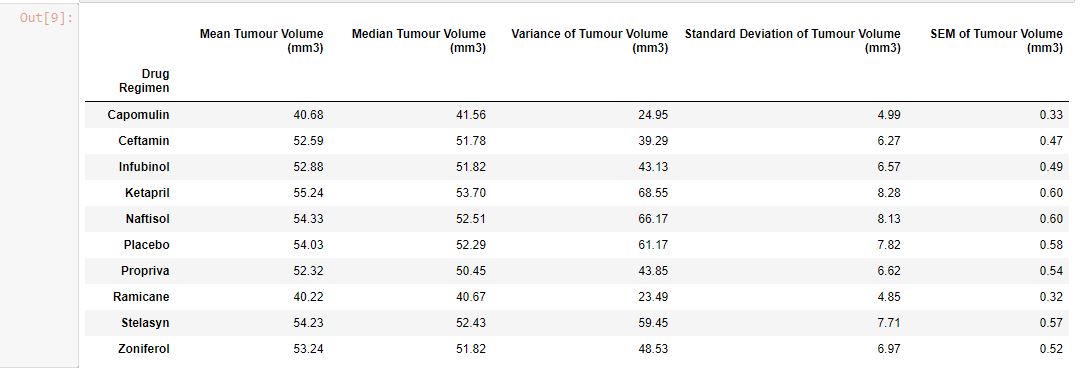 Out[9]:
Mean Tumour Volume (mm3) Median Tumour Volume (mm3) Variance of Tumour Volume (mm3) Standard Deviation of Tumour Volume (mm3) SEM of Tumour Volume (mm3)
Drug Regimen
Capomulin 40.68 41.56 24.95 4.99 0.33
Ceftamin 52.59 51.78 39.29 6.27 0.47
Infubinol 52.88 51.82 43.13 6.57 0.49
Ketapril 55.24 53.70 68.55 8.28 0.60
Naftisol 54.33 52.51 66.17 8.13 0.60
Placebo 54.03 52.29 61.17 7.82 0.58
Propriva 52.32 50.45 43.85 6.62 0.54
Ramicane 40.22 40.67 23.49 4.85 0.32
Stelasyn 54.23 52.43 59.45 7.71 0.57
Zoniferol 53.24 51.82 48.53 6.97 0.52